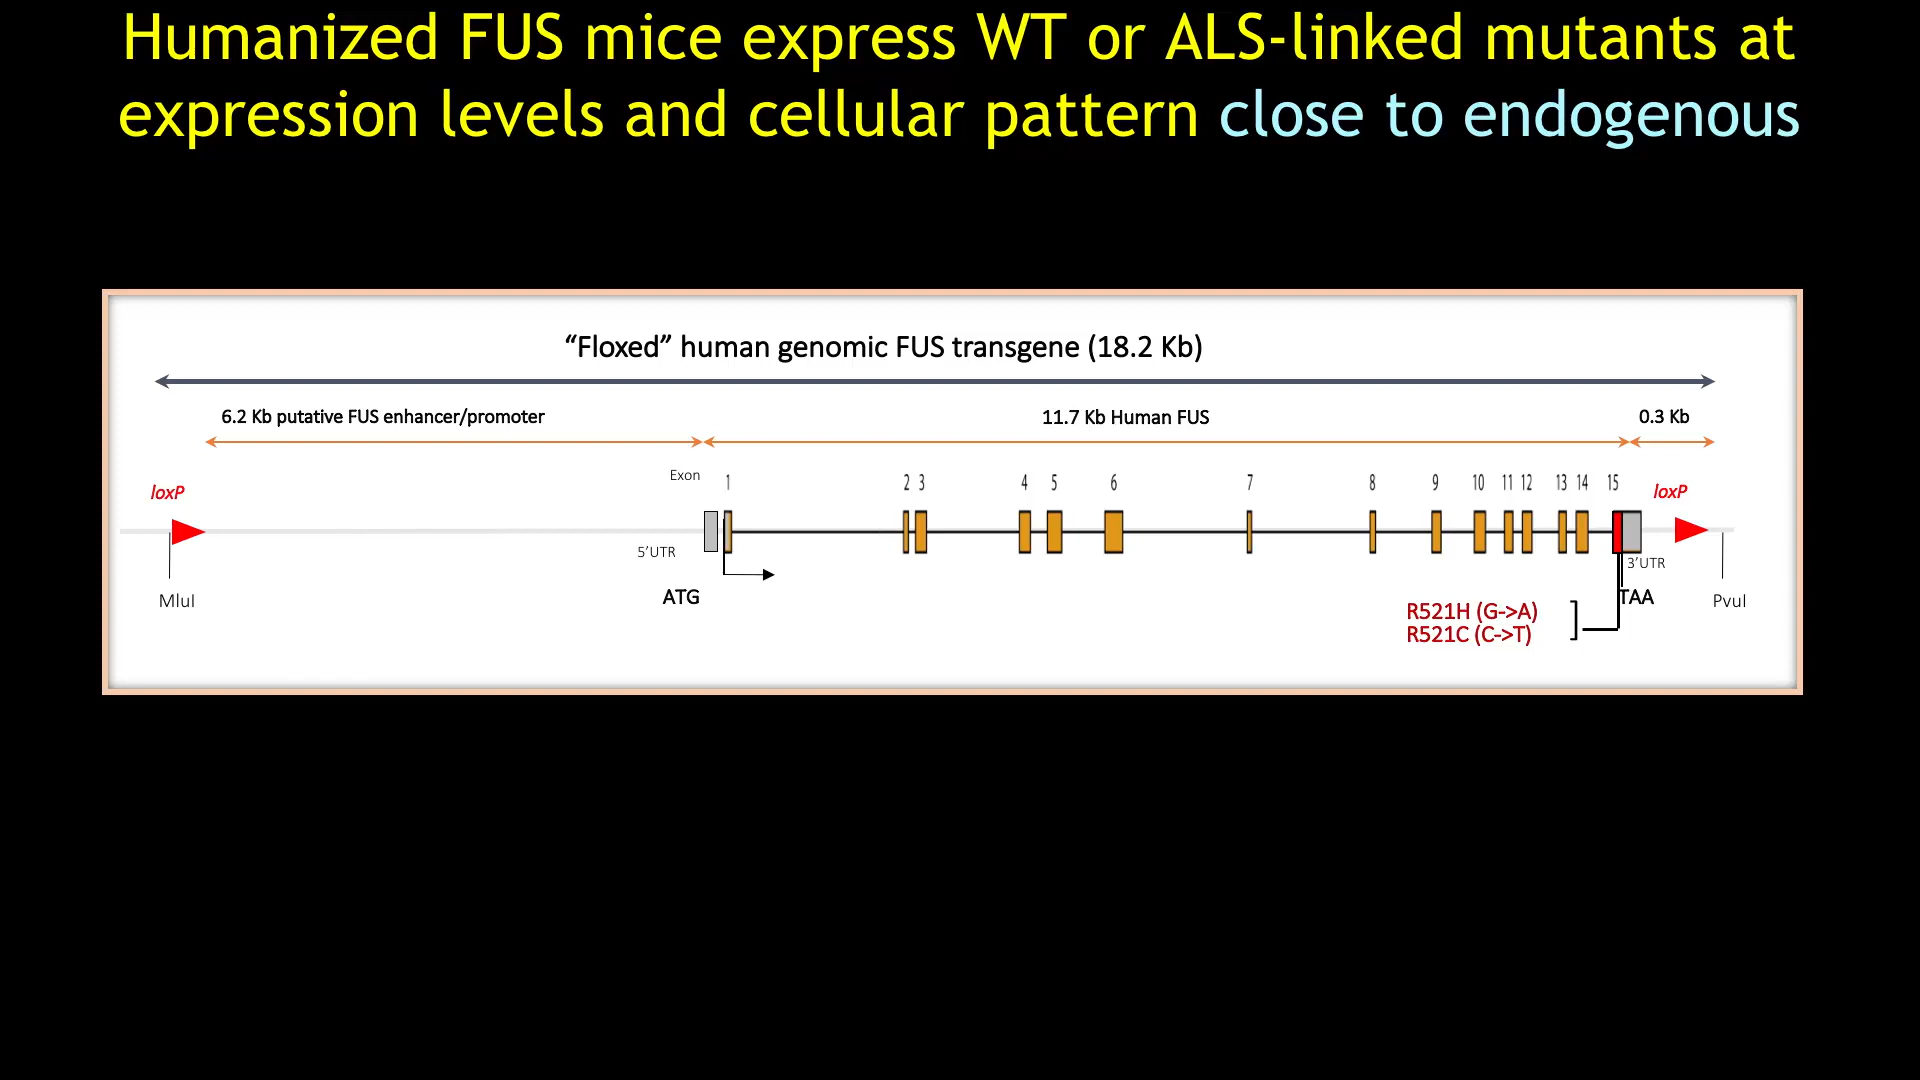 Humanized FUS mice express WT or ALS-linked mutants at
expression levels and cellular pattern close to endogenous
“Floxed” human genomic FUS transgene (18.2 Kb)
6.2 Kb putative FUS enhancer/promoter
11.7 Kb Human FUS
0.3 Kb
Exon
1 2 3 4 5 6 7 8 9 10 11 12 13 14 15
loxP
loxP
5’UTR
3’UTR
ATG
TAA
MluI
PvuI
R521H (G->A)
R521C (C->T)